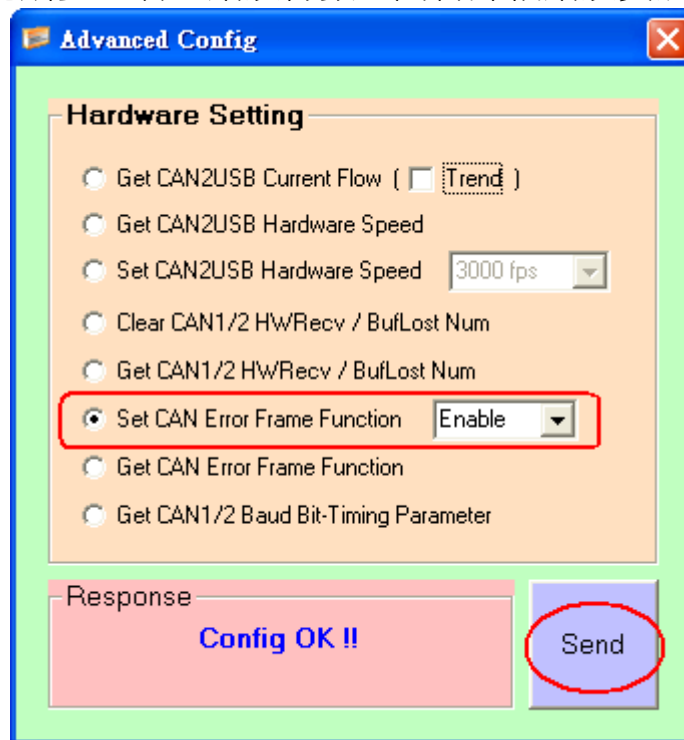 Advanced Config
Hardware Setting
Get CAN2USB Current Flow ( Trend )
Get CAN2USB Hardware Speed
Set CAN2USB Hardware Speed 3000 fps
Clear CAN1/2 HWRecv / BufLost Num
Get CAN1/2 HWRecv / BufLost Num
Set CAN Error Frame Function Enable
Get CAN Error Frame Function
Get CAN1/2 Baud Bit-Timing Parameter
Response
Config OK !!
Send